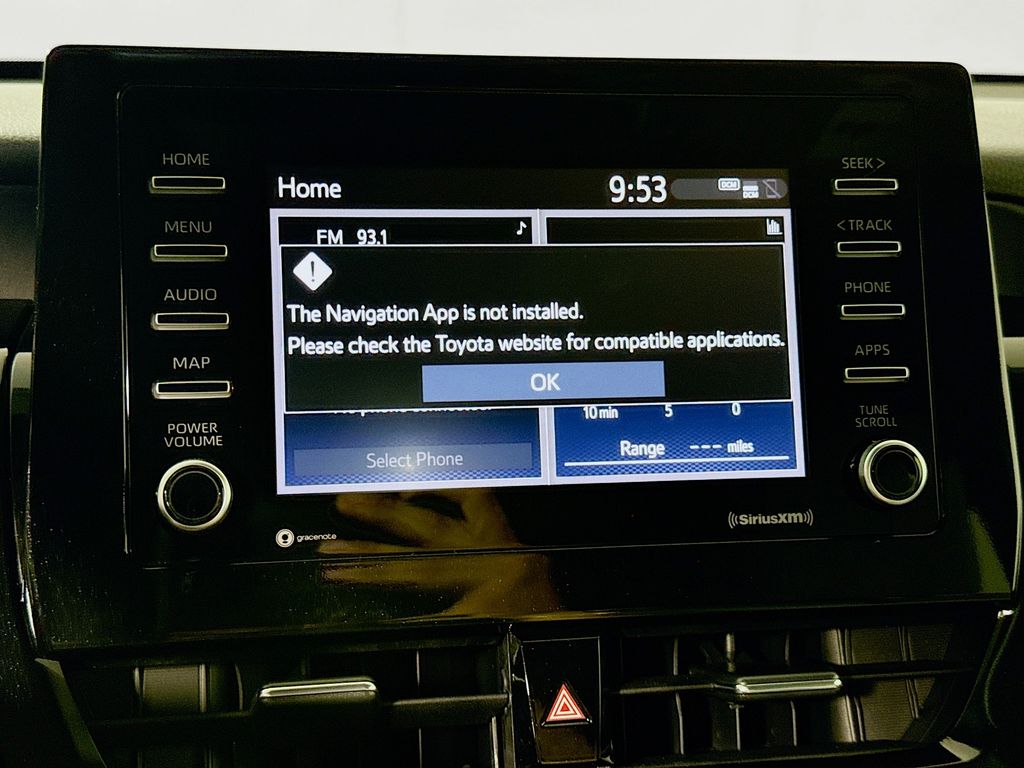 HOME
MENU
AUDIO
MAP
POWER
VOLUME
gracenote
Home
9:53
DCM
DCM
FM 93.1
The Navigation App is not installed.
Please check the Toyota website for compatible applications.
OK
Select Phone
10 min 5 0
Range --- miles
SEEK >
< TRACK
PHONE
APPS
TUNE
SCROLL
((SiriusXM))